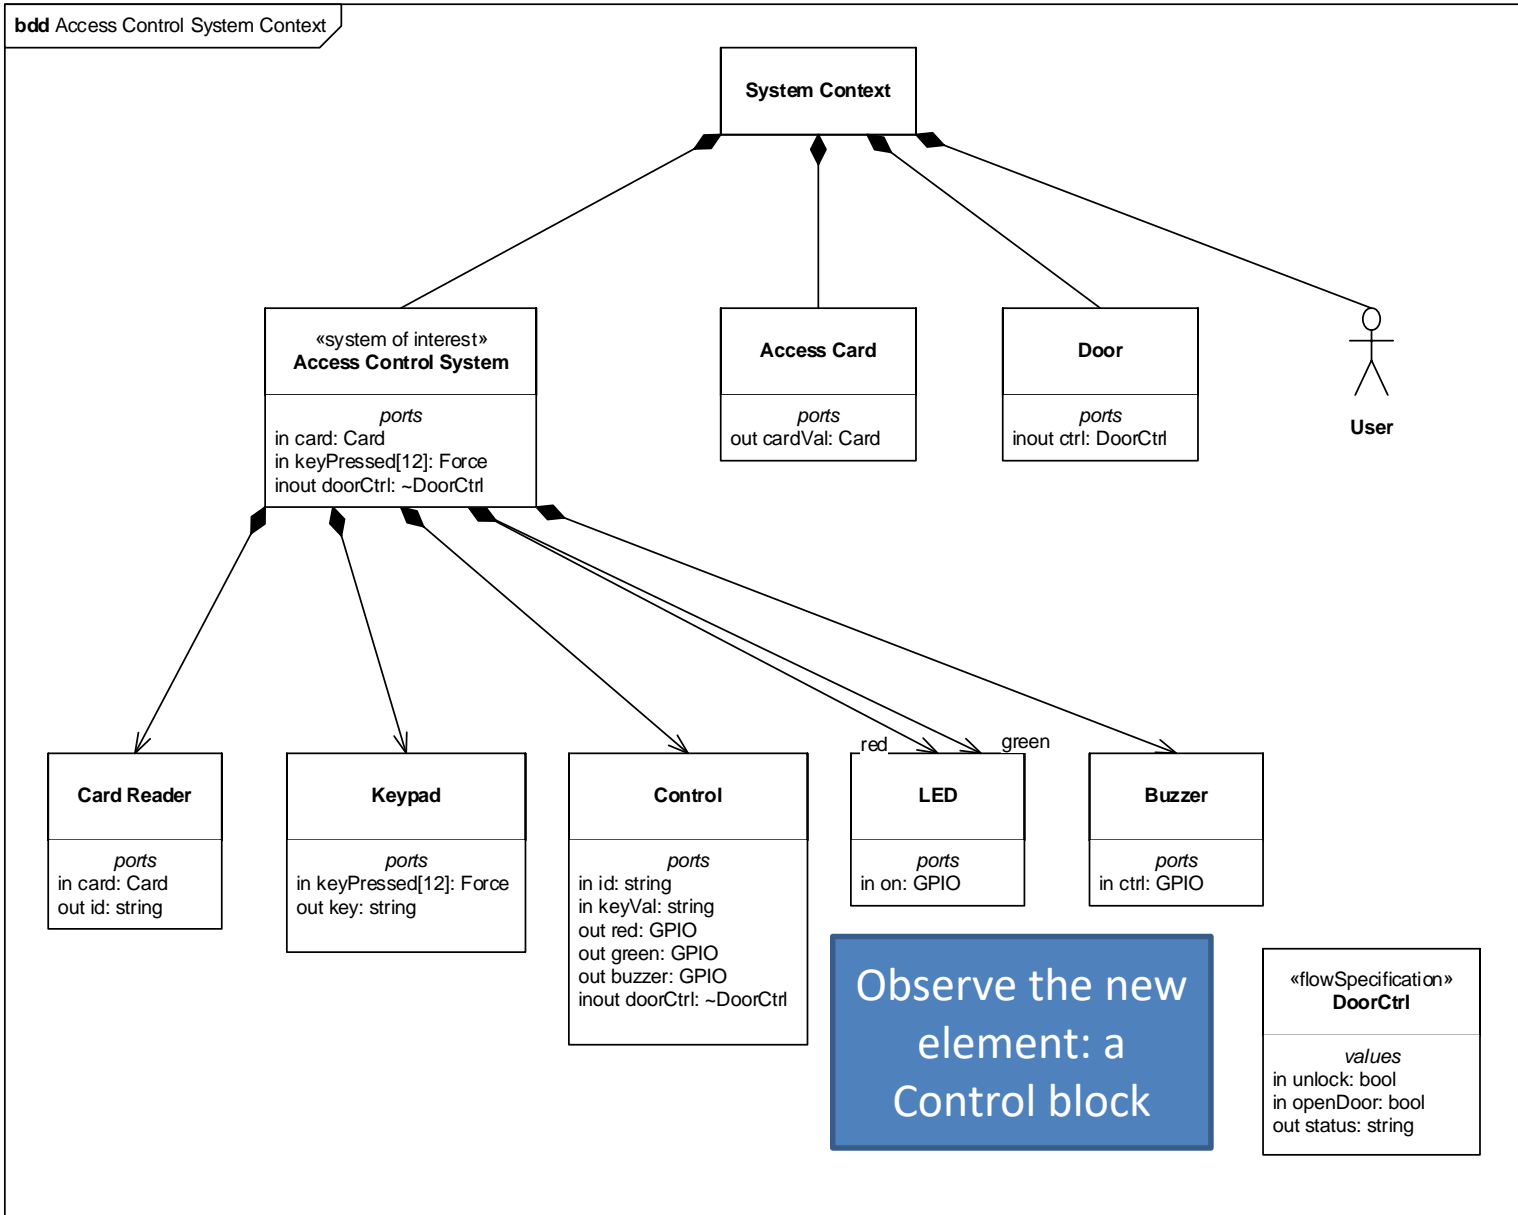 bdd Access Control System Context
System Context
«system of interest»
Access Control System
ports
in card: Card
in keyPressed[12]: Force
inout doorCtrl: ~DoorCtrl
Access Card
ports
out cardVal: Card
Door
ports
inout ctrl: DoorCtrl
User
red
green
Card Reader
ports
in card: Card
out id: string
Keypad
ports
in keyPressed[12]: Force
out key: string
Control
ports
in id: string
in keyVal: string
out red: GPIO
out green: GPIO
out buzzer: GPIO
inout doorCtrl: ~DoorCtrl
LED
ports
in on: GPIO
Buzzer
ports
in ctrl: GPIO
Observe the new
element: a
Control block
«flowSpecification»
DoorCtrl
values
in unlock: bool
in openDoor: bool
out status: string